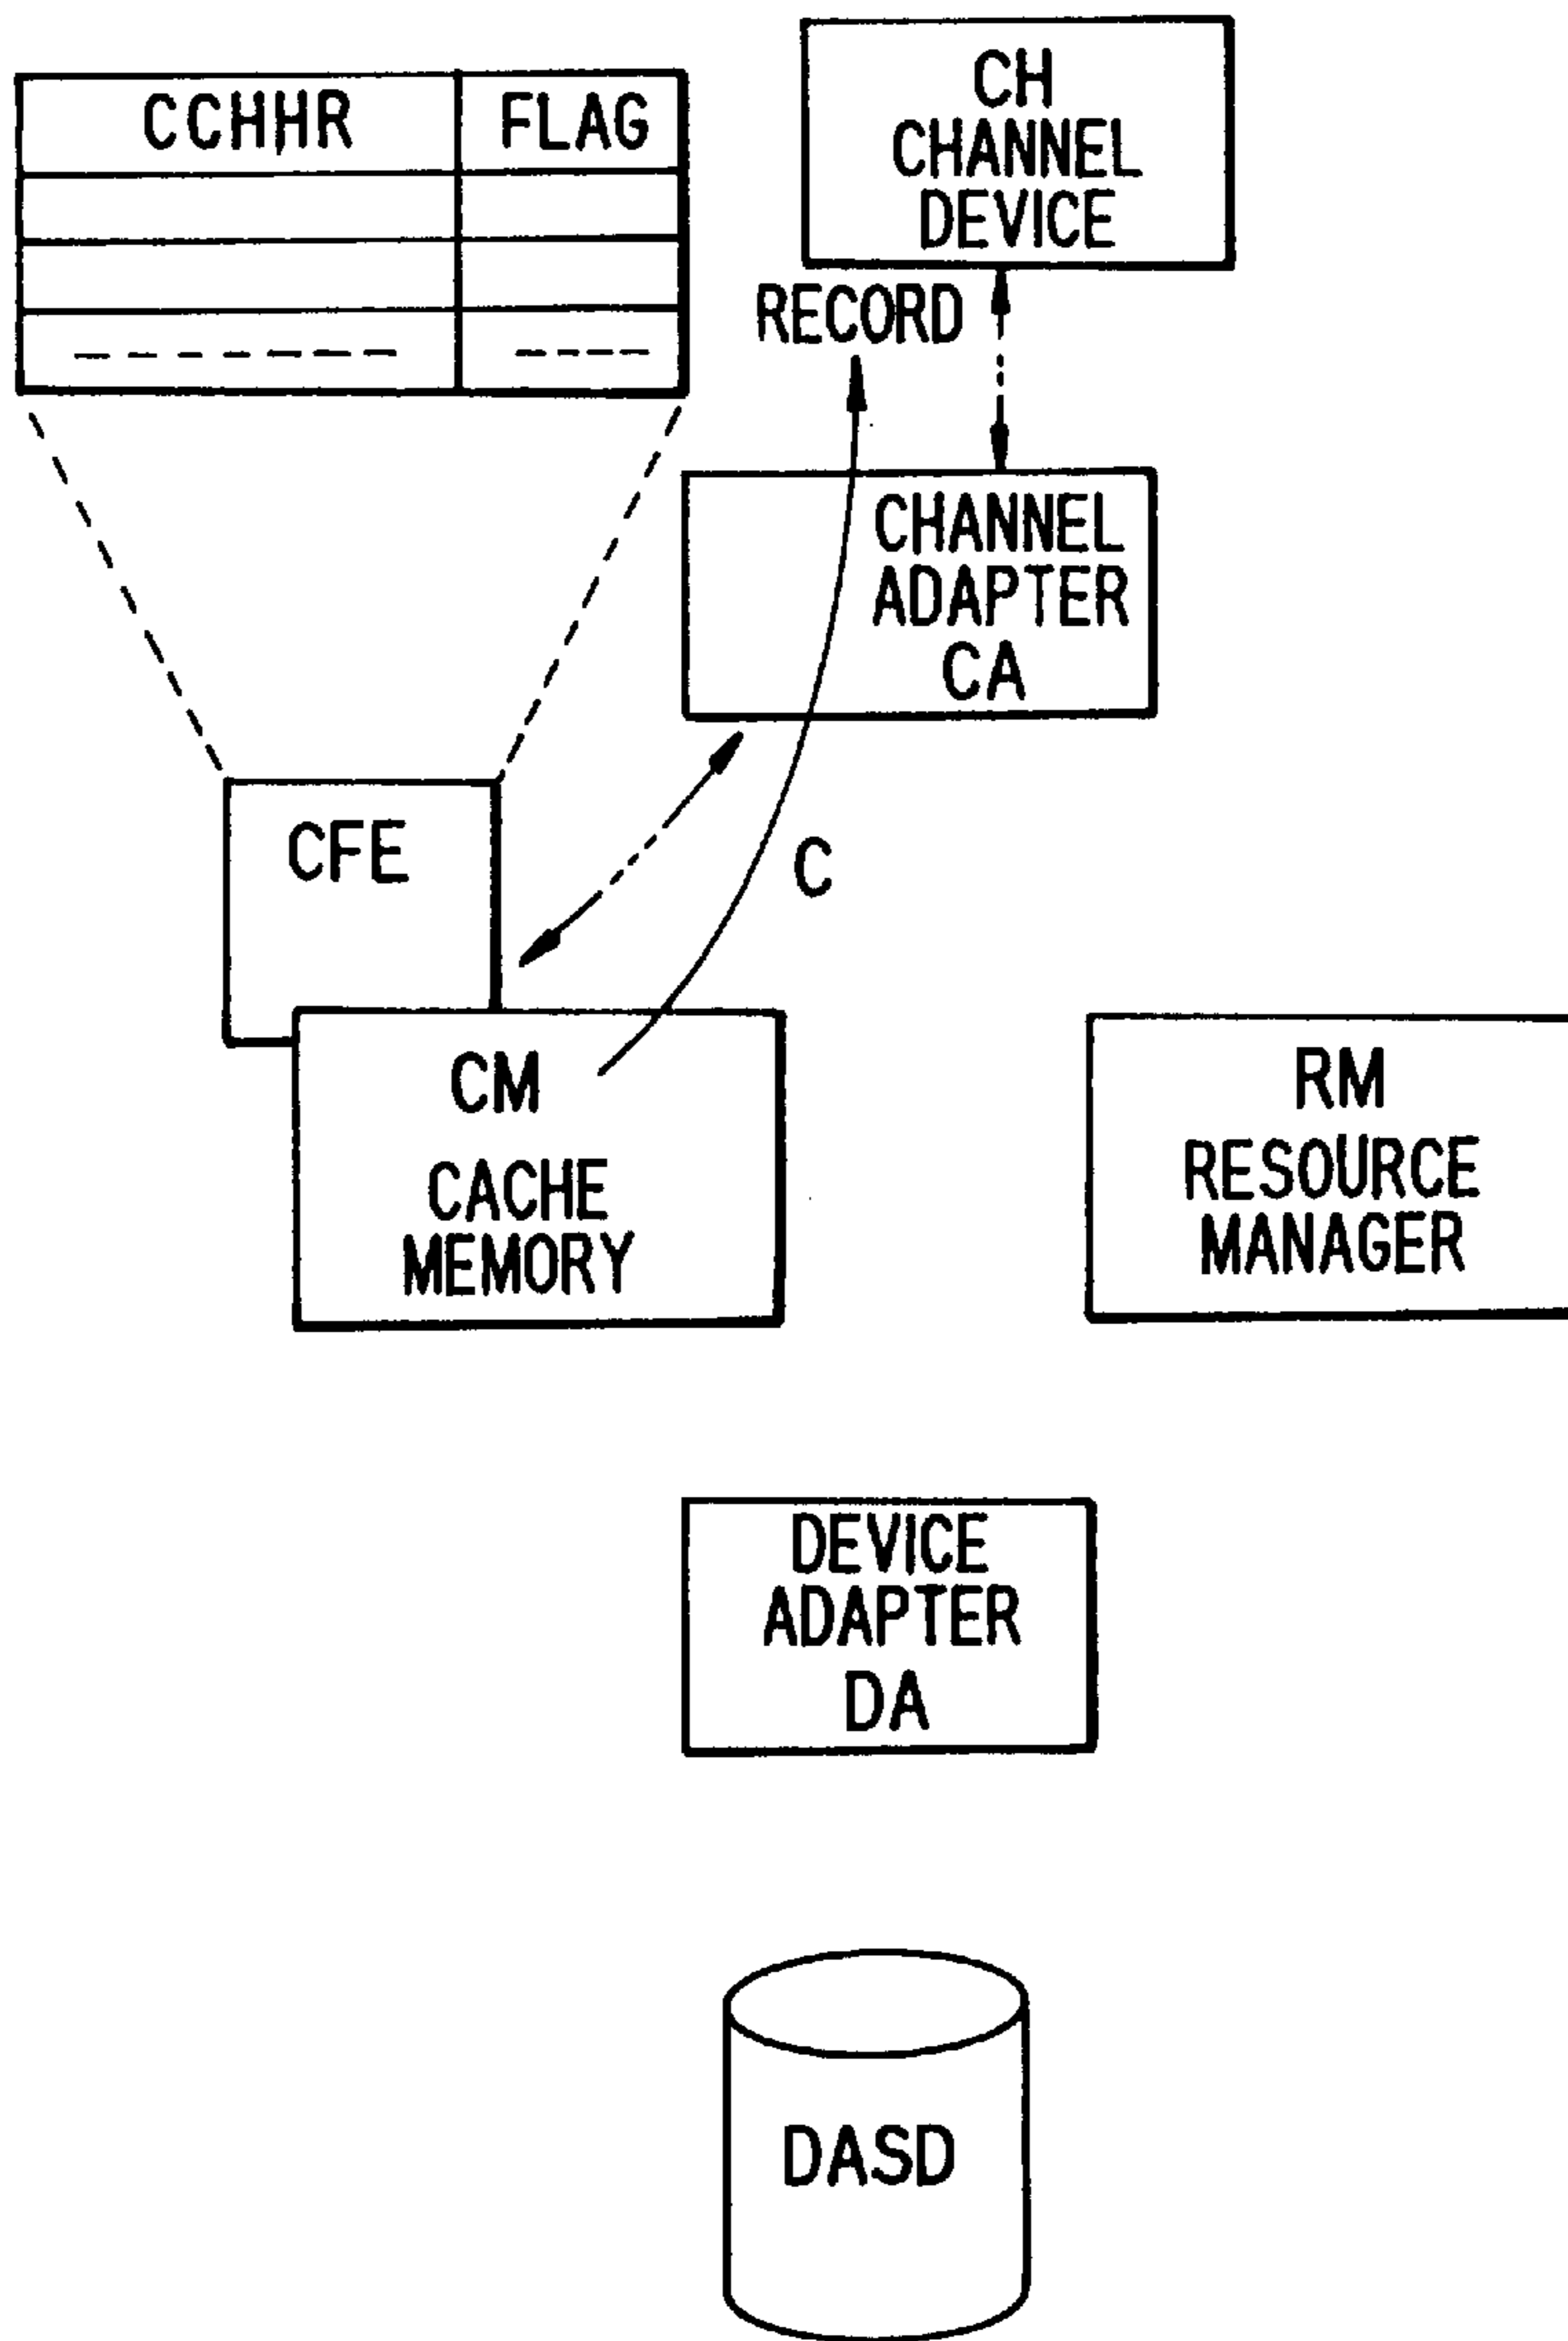 CCHHR FLAG
CH
CHANNEL
DEVICE
RECORD
CHANNEL
ADAPTER
CA
CFE
C
CM
CACHE
MEMORY
RM
RESOURCE
MANAGER
DEVICE
ADAPTER
DA
DASD